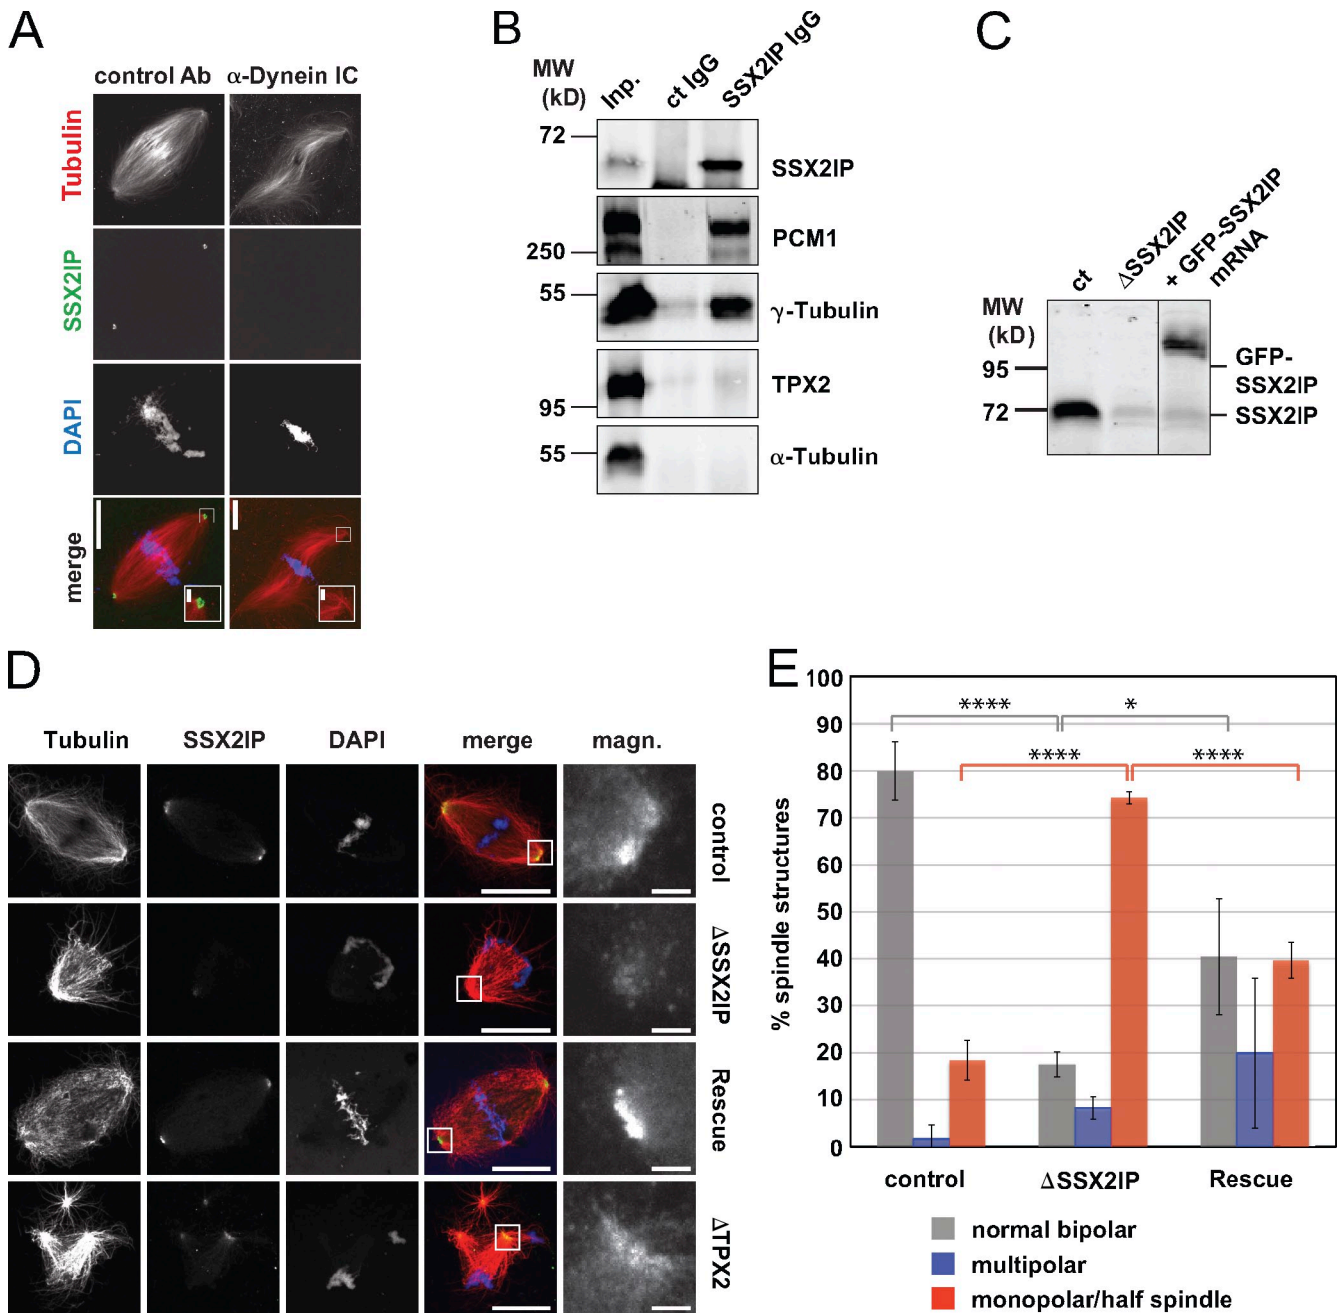 A
control Ab α-Dynein IC
Tubulin
SSX2IP
DAPI
merge
B
MW
(kD)
Inp.
ct IgG
SSX2IP IgG
72
SSX2IP
250
PCM1
55
γ-Tubulin
95
TPX2
55
α-Tubulin
C
MW
(kD)
ct
ΔSSX2IP
+ GFP-SSX2IP
mRNA
95
72
GFP-
SSX2IP
SSX2IP
D
Tubulin SSX2IP DAPI merge magn.
control
ΔSSX2IP
Rescue
ΔTPX2
E
% spindle structures
100
90
80
70
60
50
40
30
20
10
0
**** *
**** ****
control ΔSSX2IP Rescue
normal bipolar
multipolar
monopolar/half spindle